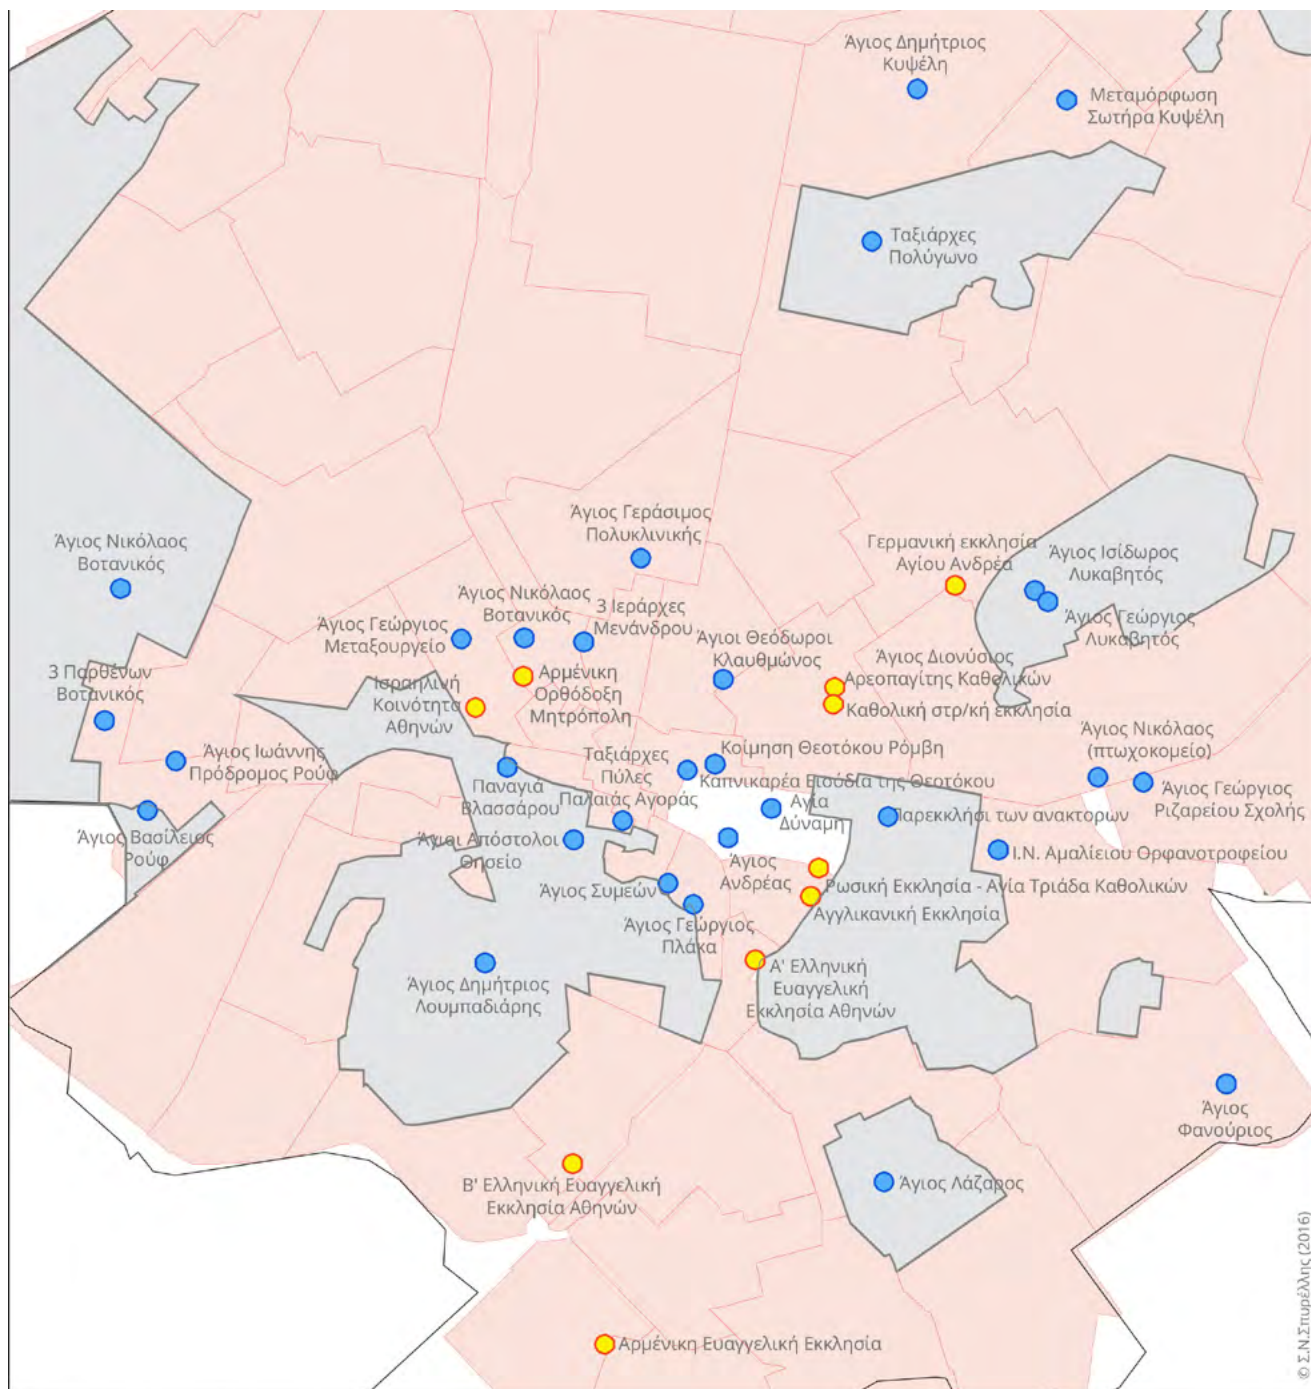 Άγιος Δημήτριος
Κυψέλη
Μεταμόρφωση
Σωτήρα Κυψέλη
Ταξιάρχες
Πολύγωνο
Άγιος Γεράσιμος
Πολυκλινικής
Άγιος Νικόλαος
Βοτανικός
Γερμανική εκκλησία
Αγίου Ανδρέα
Άγιος Ισίδωρος
Λυκαβητός
Άγιος Γεώργιος
Λυκαβητός
Άγιος Νικόλαος
Βοτανικός
3 Ιεράρχες
Μενάνδρου
Άγιος Γεώργιος
Μεταξουργείο
Άγιοι Θεόδωροι
Κλαυθμώνος
Άγιος Διονύσιος
Αρεοπαγίτης Καθολικών
Καθολική στρ/κή εκκλησία
3 Παρθένων
Βοτανικός
Ισραηλινή
Κοινότητα
Αθηνών
Αρμένικη
Ορθόδοξη
Μητρόπολη
Άγιος Νικόλαος
(πτωχοκομείο)
Άγιος Ιωάννης
Πρόδρομος Ρούφ
Ταξιάρχες
Πύλες
Παλαιάς Αγοράς
Κοίμηση Θεοτόκου Ρόμβη
Καπνικαρέα Εισόδια της Θεοτόκου
Παναγιά
Βλασσάρου
Άγιος Γεώργιος
Ριζαρείου Σχολής
Αγία
Δύναμη
Παρεκκλήσι των ανακτορων
Άγιος Βασίλειος
Ρούφ
Άγιοι Απόστολοι
Θησείο
Άγιος
Ανδρέας
Ι.Ν. Αμαλίειου Ορφανοτροφείου
Άγιος Συμεών
Ρωσική Εκκλησία - Αγία Τριάδα Καθολικών
Αγγλικανική Εκκλησία
Άγιος Γεώργιος
Πλάκα
Α' Ελληνική
Ευαγγελική
Εκκλησία Αθηνών
Άγιος Δημήτριος
Λουμπαδιάρης
Άγιος
Φανούριος
Β' Ελληνική Ευαγγελική
Εκκλησία Αθηνών
Άγιος Λάζαρος
Αρμένικη Ευαγγελική Εκκλησία
© Σ.Ν.Σπυρέλλης (2016)